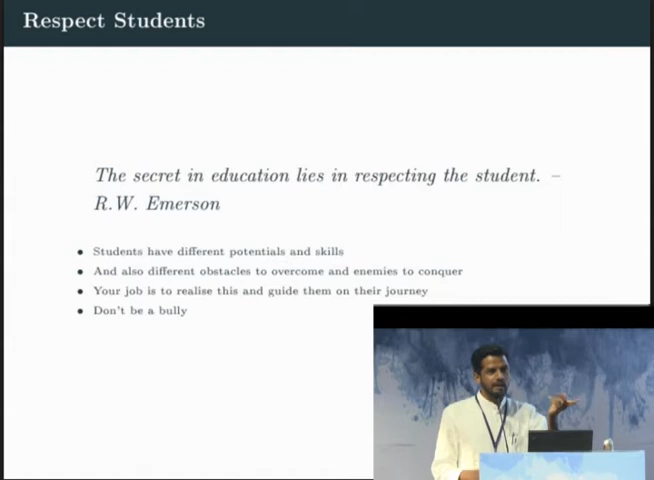 Respect Students
The secret in education lies in respecting the student. –
R.W. Emerson
• Students have different potentials and skills
• And also different obstacles to overcome and enemies to conquer
• Your job is to realise this and guide them on their journey
• Don't be a bully